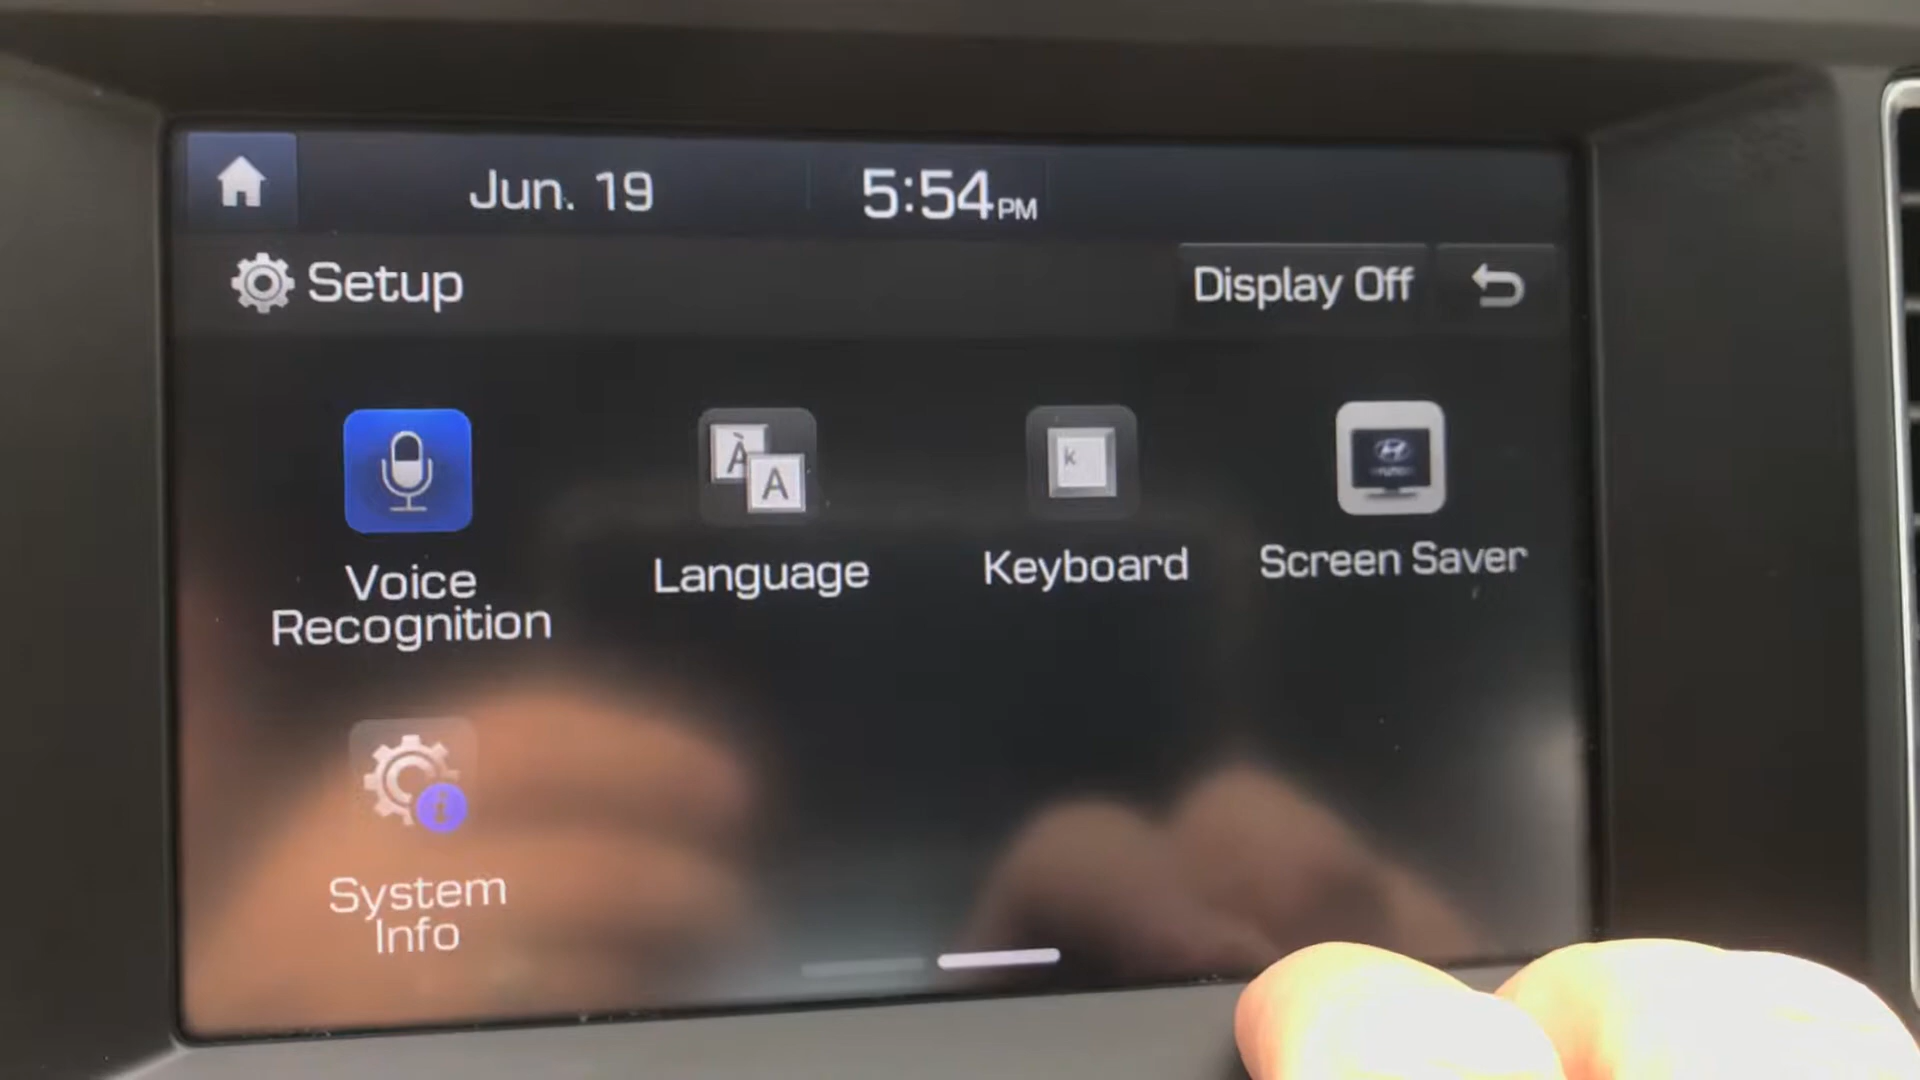 Jun. 19
5:54 PM
Setup
Display Off
À
A
k
Voice
Recognition
Language
Keyboard
Screen Saver
i
System
Info